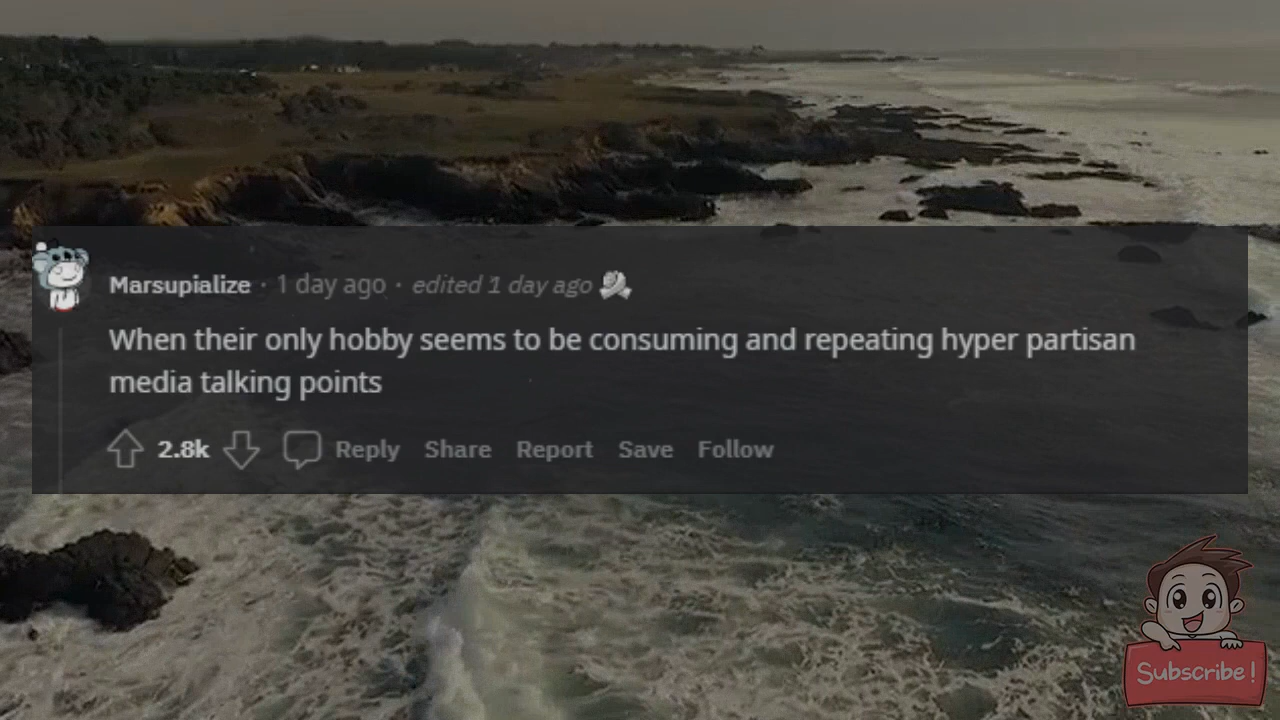 Marsupialize · 1 day ago · edited 1 day ago
When their only hobby seems to be consuming and repeating hyper partisan
media talking points
2.8k Reply Share Report Save Follow
Subscribe !